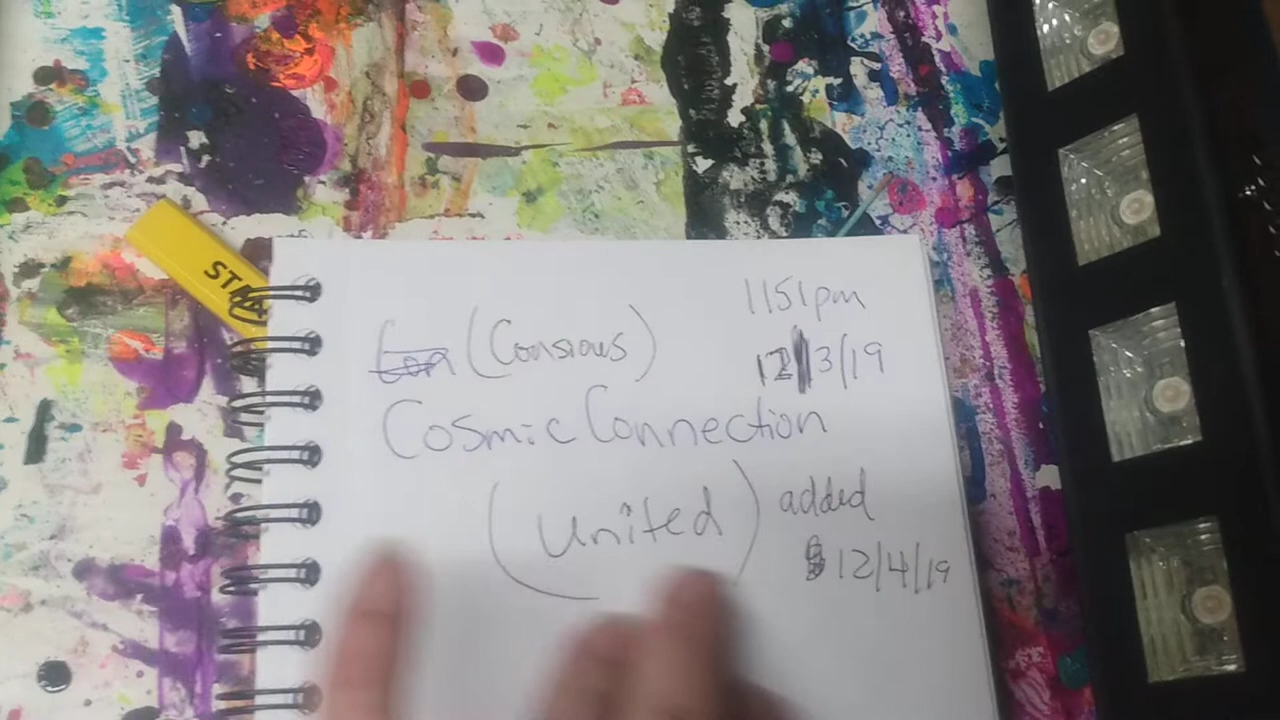 1151pm
(Consious)
12/3/19
Cosmic Connection
(United) added
12/4/19